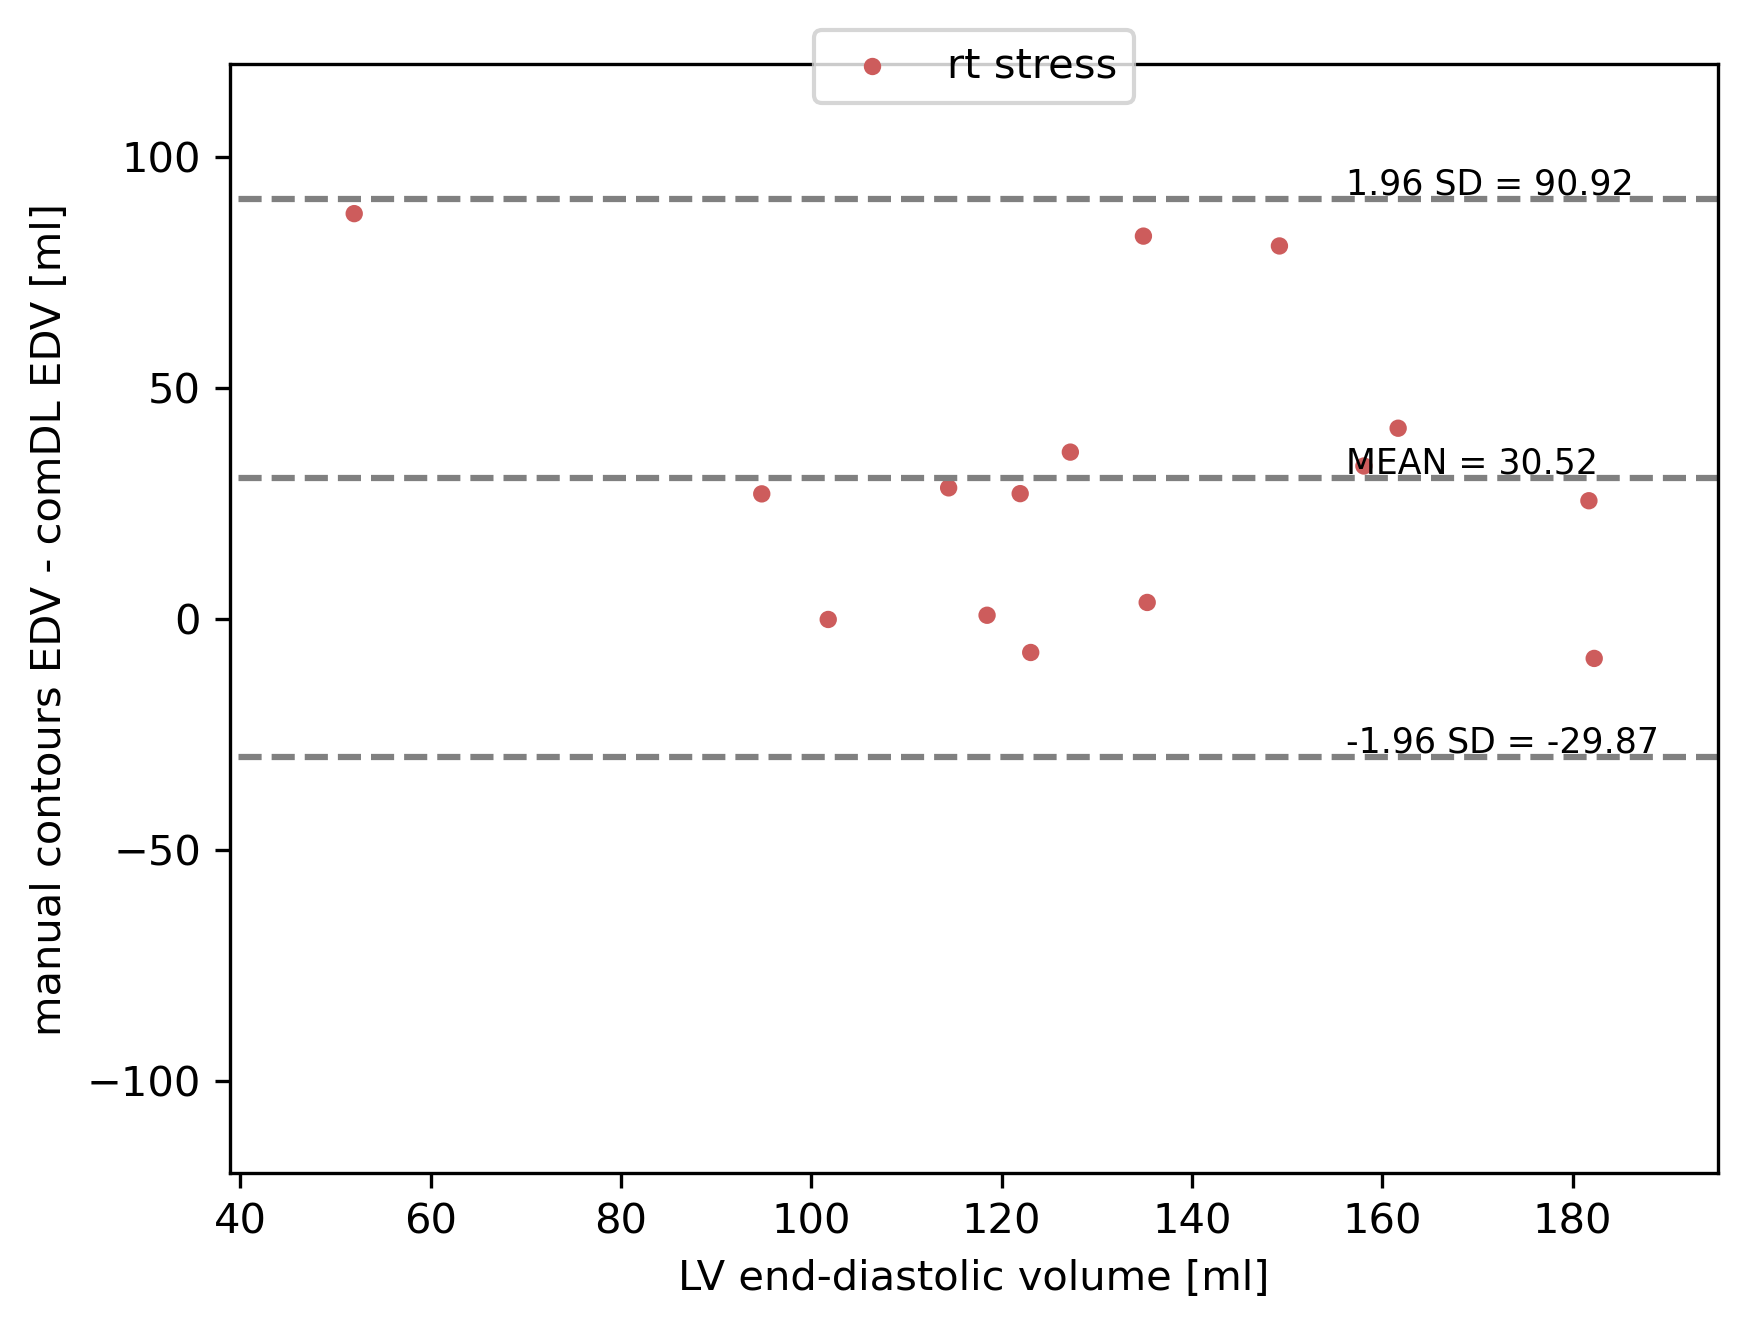 rt stress
manual contours EDV - comDL EDV [ml]
100
50
0
−50
−100
1.96 SD = 90.92
MEAN = 30.52
-1.96 SD = -29.87
40 60 80 100 120 140 160 180
LV end-diastolic volume [ml]